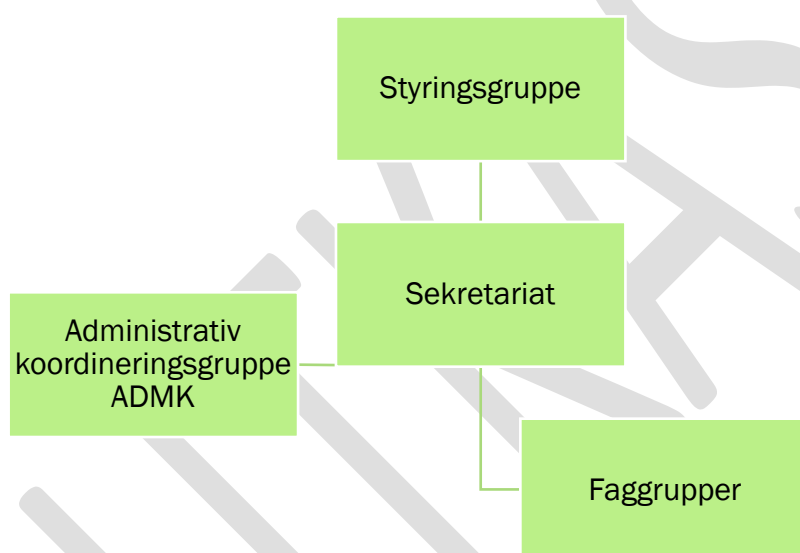 Styringsgruppe
Sekretariat
Administrativ
koordineringsgruppe
ADMK
Faggrupper